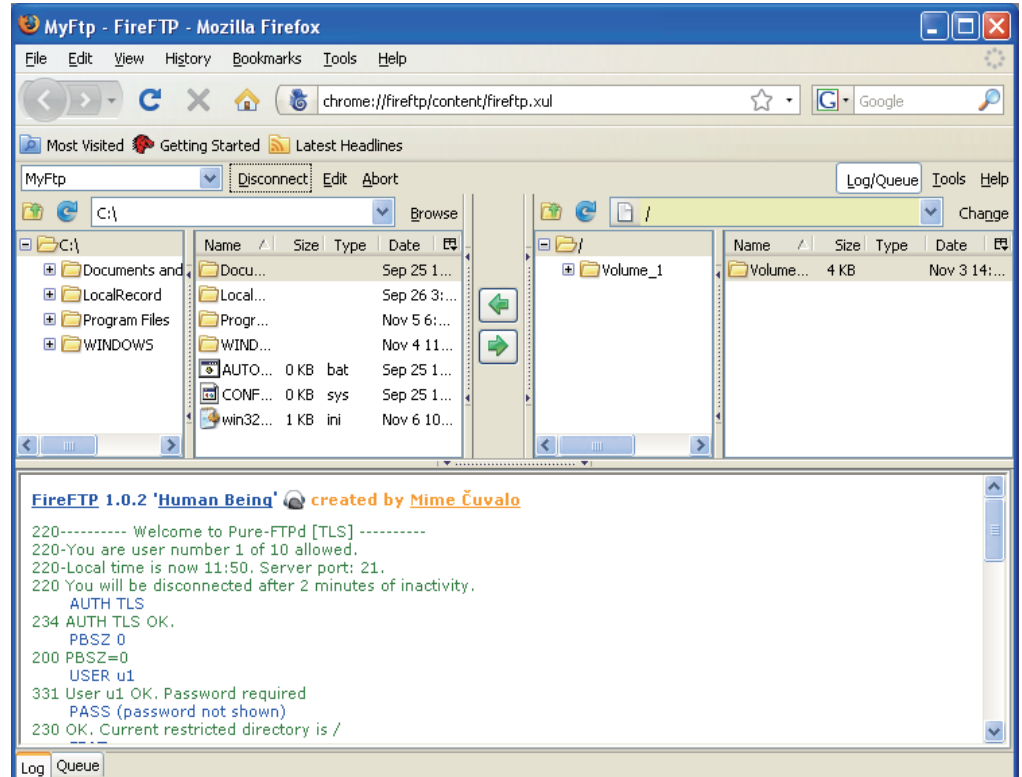 MyFtp - FireFTP - Mozilla Firefox
File Edit View History Bookmarks Tools Help
chrome://fireftp/content/fireftp.xul G Google
Most Visited Getting Started Latest Headlines
MyFtp Disconnect Edit Abort Log/Queue Tools Help
C:\ Browse / Change
C:\
Documents and
LocalRecord
Program Files
WINDOWS
Name Size Type Date
Docu... Sep 25 1...
Local... Sep 26 3:...
Progr... Nov 5 6:...
WIND... Nov 4 11...
AUTO... 0 KB bat Sep 25 1...
CONF... 0 KB sys Sep 25 1...
win32... 1 KB ini Nov 6 10...
/
Volume_1
Name Size Type Date
Volume... 4 KB Nov 3 14:...
FireFTP 1.0.2 'Human Being' created by Mime Čuvalo
220---------- Welcome to Pure-FTPd [TLS] ----------
220-You are user number 1 of 10 allowed.
220-Local time is now 11:50. Server port: 21.
220 You will be disconnected after 2 minutes of inactivity.
AUTH TLS
234 AUTH TLS OK.
PBSZ 0
200 PBSZ=0
USER u1
331 User u1 OK. Password required
PASS (password not shown)
230 OK. Current restricted directory is /
Log Queue